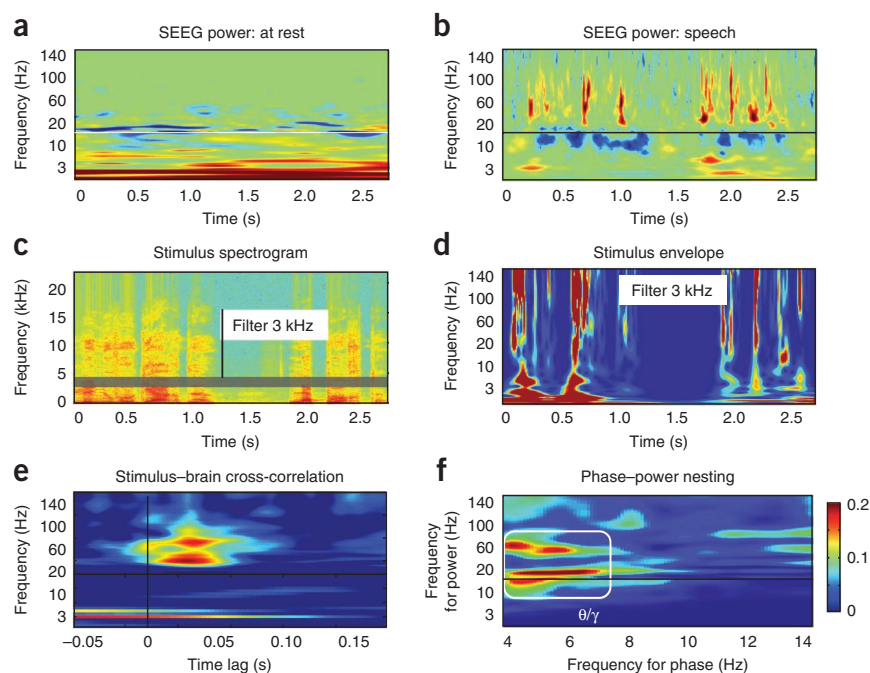 a
SEEG power: at rest
Frequency (Hz)
140
100
60
20
10
3
0 0.5 1.0 1.5 2.0 2.5
Time (s)
b
SEEG power: speech
Frequency (Hz)
140
100
60
20
10
3
0 0.5 1.0 1.5 2.0 2.5
Time (s)
c
Stimulus spectrogram
Frequency (kHz)
20
15
10
5
0
Filter 3 kHz
0 0.5 1.0 1.5 2.0 2.5
Time (s)
d
Stimulus envelope
Frequency (Hz)
140
100
60
20
10
3
Filter 3 kHz
0 0.5 1.0 1.5 2.0 2.5
Time (s)
e
Stimulus–brain cross-correlation
Frequency (Hz)
140
100
60
20
10
3
–0.05 0 0.05 0.10 0.15
Time lag (s)
f
Phase–power nesting
Frequency
for power (Hz)
140
100
60
20
10
3
θ/γ
4 6 8 10 12 14
Frequency for phase (Hz)
0.2
0.1
0